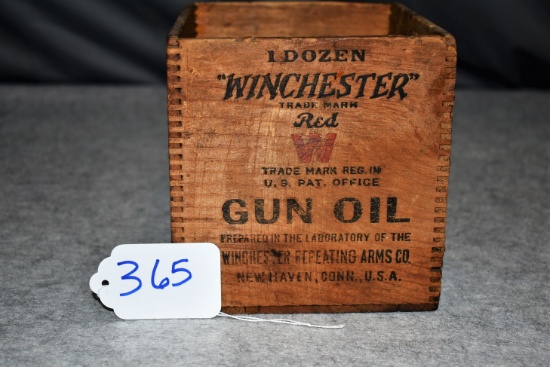 1 DOZEN
"WINCHESTER"
TRADE MARK
Red
W
TRADE MARK REG. IN
U. S. PAT. OFFICE
GUN OIL
PREPARED IN THE LABORATORY OF THE
WINCHESTER REPEATING ARMS CO.
NEW HAVEN, CONN., U.S.A.
365